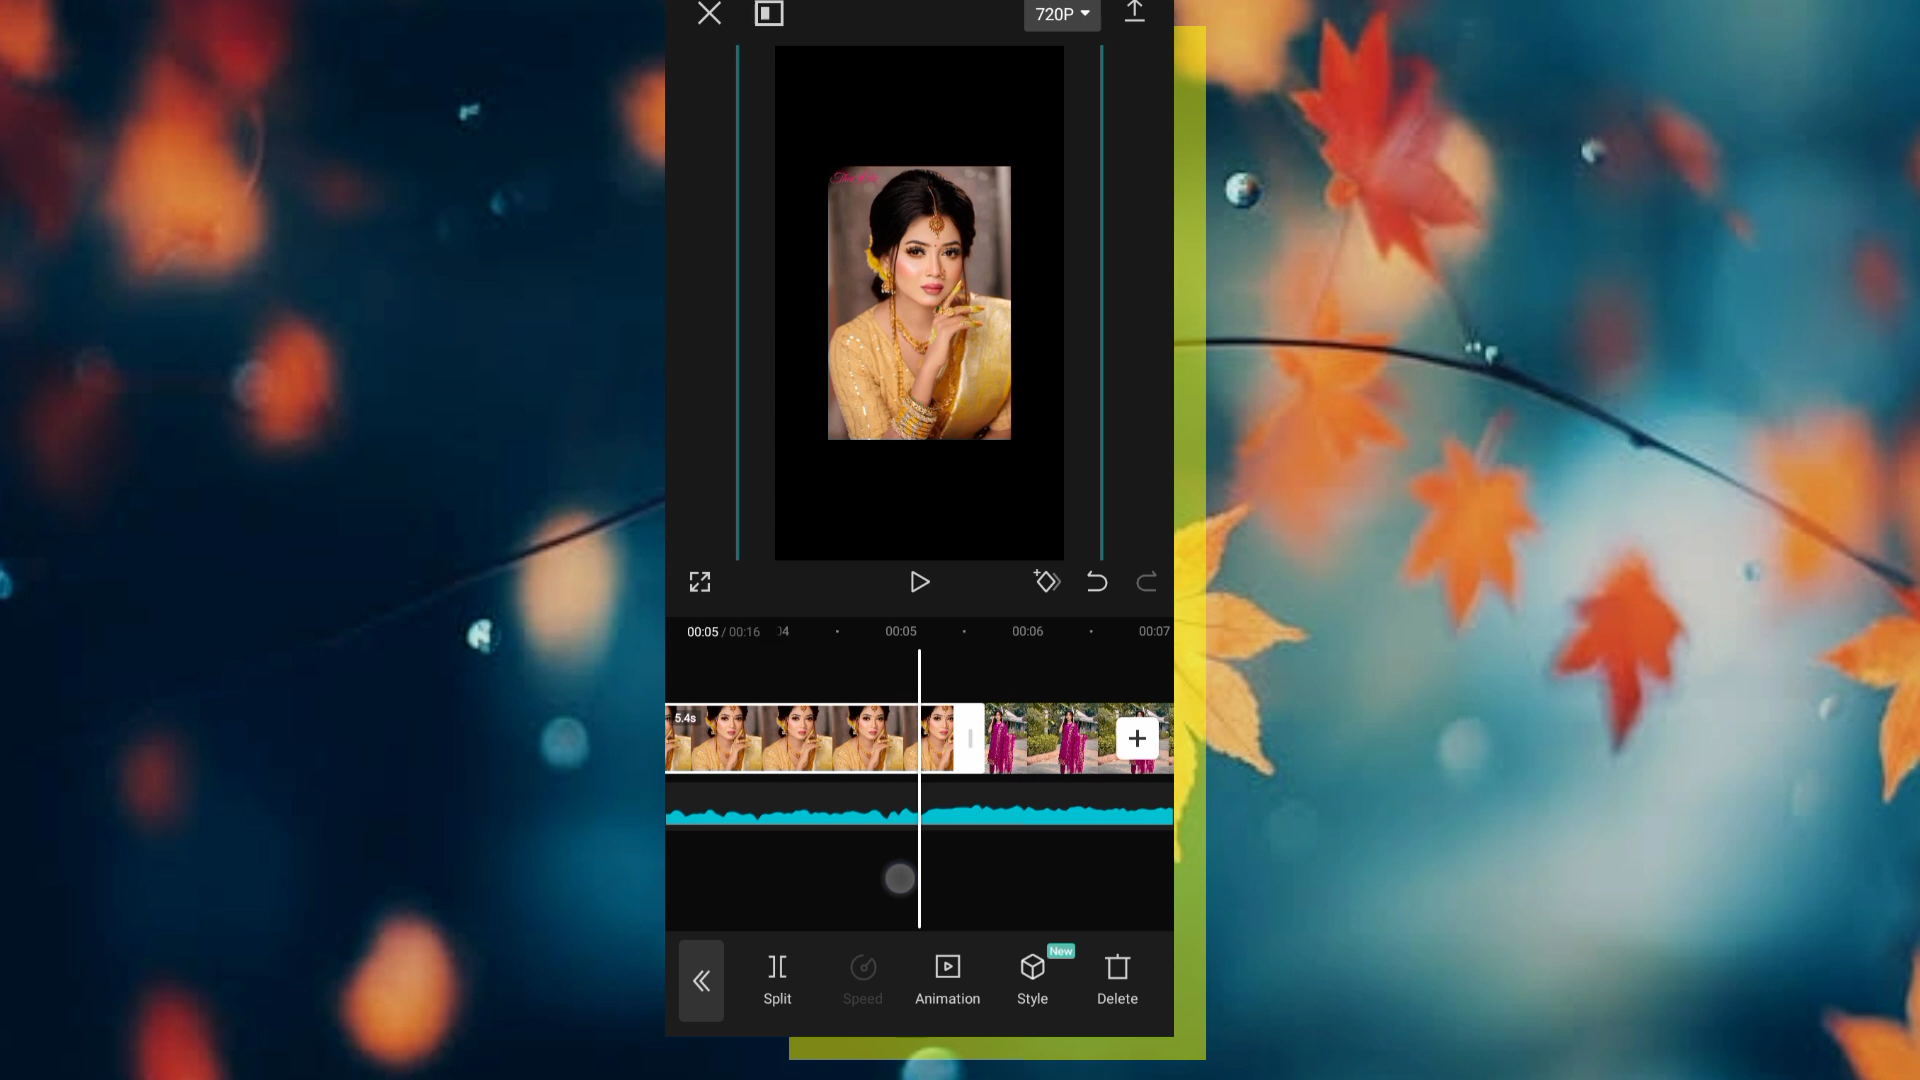 720P
00:05 / 00:16
00:05
00:06
00:07
5.4s
New
Split
Speed
Animation
Style
Delete